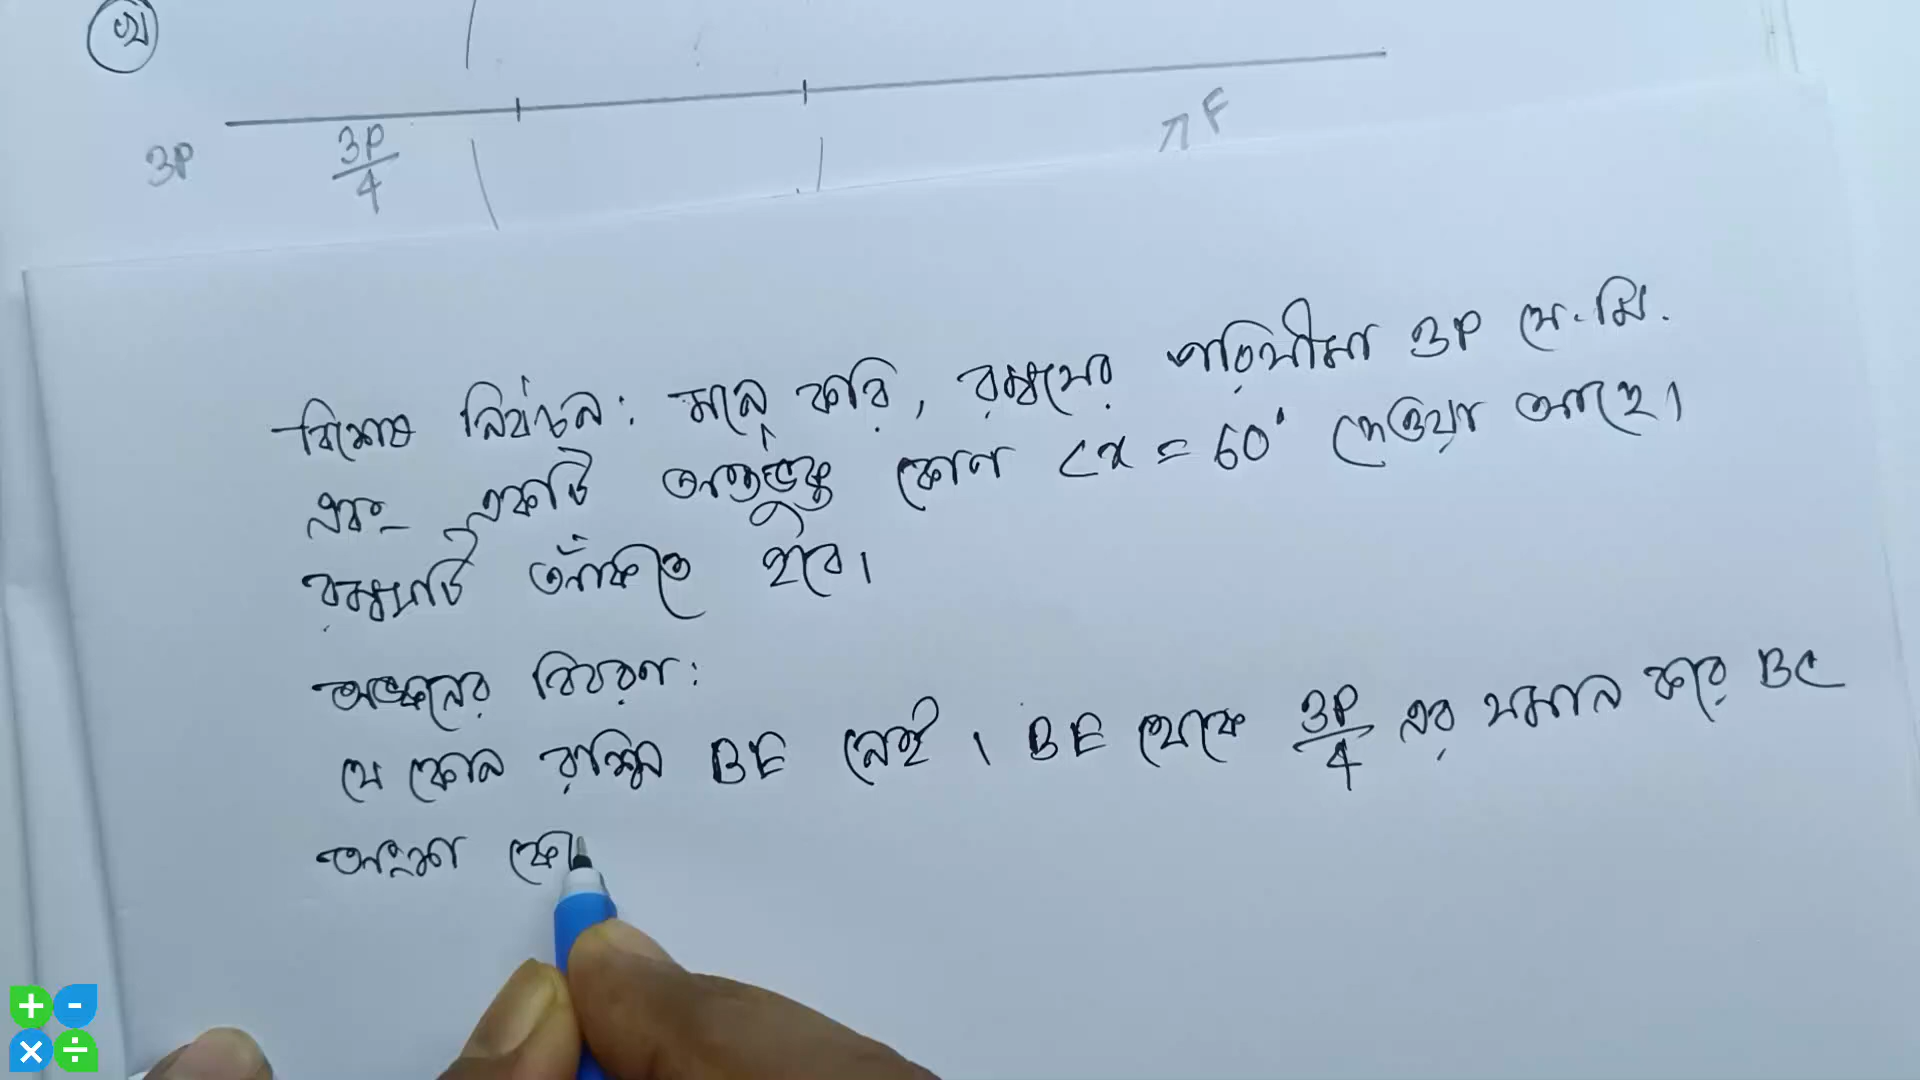 খ
3P
3P/4
F
বিশেষ নির্বচন: মনে করি, রম্বসের পরিসীমা 3P সে.মি.
এবং একটি অন্তর্ভুক্ত কোণ ∠x = 60° দেওয়া আছে।
রম্বসটি আঁকতে হবে।
অঙ্কনের বিবরণ:
যে কোন রশ্মি BE নেই। BE থেকে 3P/4 এর সমান করে BC
অংশ কে
+ -
× ÷